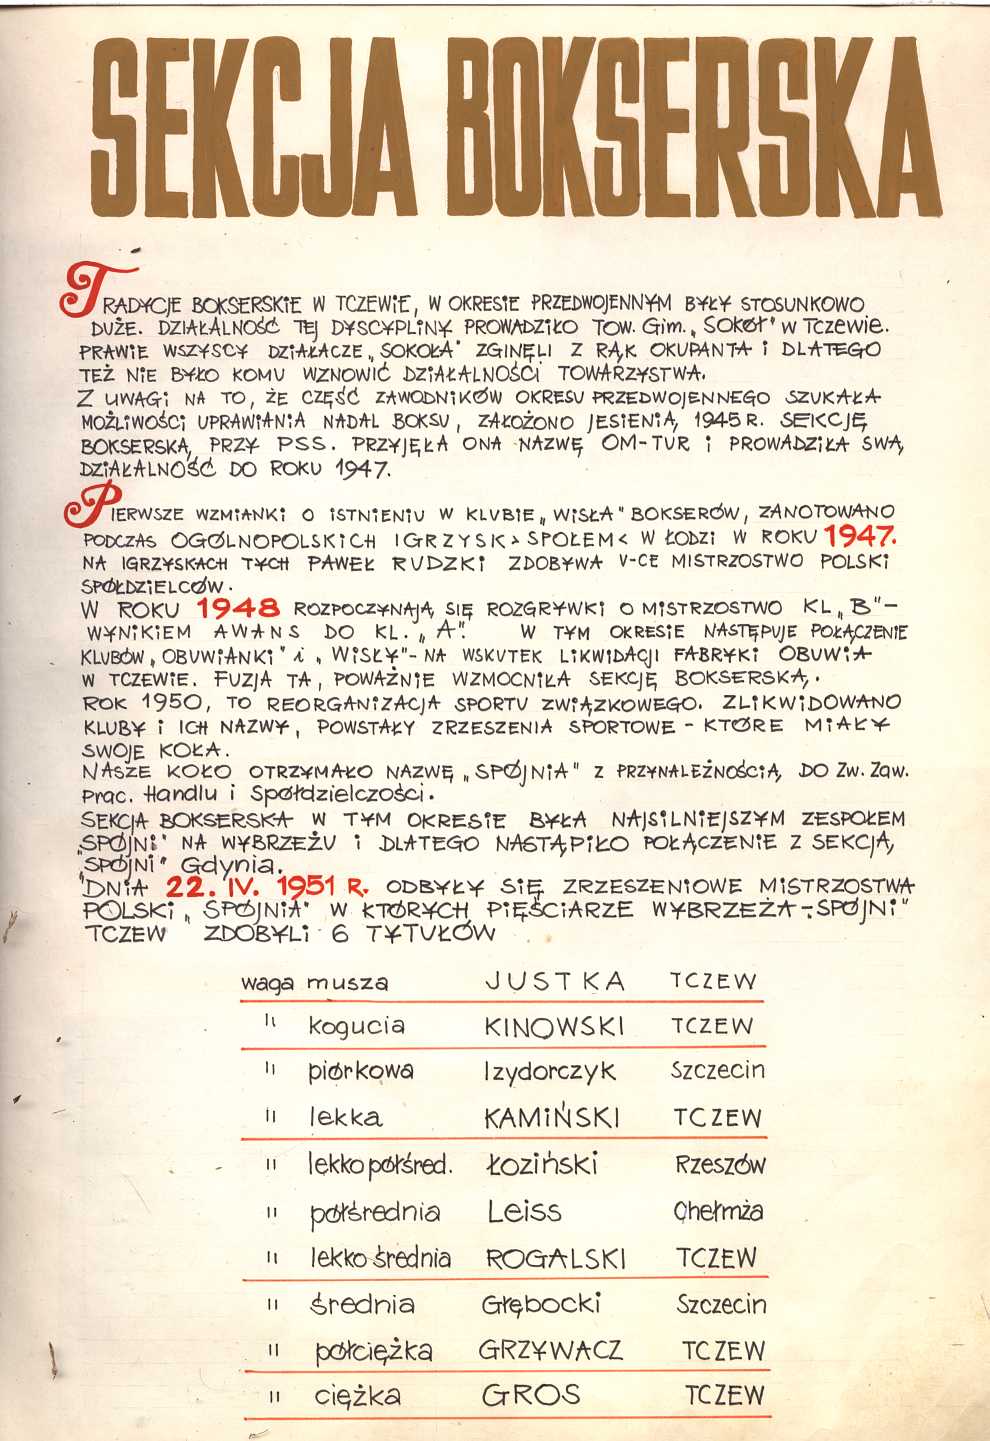 SEKCJA BOKSERSKA
TRADYCJE BOKSERSKIE W TCZEWIE, W OKRESIE PRZEDWOJENNYM BYŁY STOSUNKOWO
DUŻE. DZIAŁALNOŚĆ TEJ DYSCYPLINY PROWADZIŁO TOW. Gim. „SOKÓŁ" w Tczewie.
PRAWIE WSZYSCY DZIAŁACZE „SOKOŁA" ZGINĘLI Z RĄK OKUPANTA I DLATEGO
TEŻ NIE BYŁO KOMU WZNOWIĆ DZIAŁALNOŚCI TOWARZYSTWA.
Z UWAGI NA TO, ŻE CZĘŚĆ ZAWODNIKÓW OKRESU PRZEDWOJENNEGO SZUKAŁA
MOŻLIWOŚCI UPRAWIANIA NADAL BOKSU, ZAŁOŻONO JESIENIĄ 1945 R. SEKCJĘ
BOKSERSKĄ PRZY PSS. PRZYJĘŁA ONA NAZWĘ OM-TUR I PROWADZIŁA SWĄ
DZIAŁALNOŚĆ DO ROKU 1947.
PIERWSZE WZMIANKI O ISTNIENIU W KLUBIE „WISŁA" BOKSERÓW, ZANOTOWANO
PODCZAS OGÓLNOPOLSKICH IGRZYSK > SPOŁEM < W ŁODZI W ROKU 1947.
NA IGRZYSKACH TYCH PAWEŁ RUDZKI ZDOBYWA V-CE MISTRZOSTWO POLSKI
SPÓŁDZIELCÓW.
W ROKU 1948 ROZPOCZYNAJĄ SIĘ ROZGRYWKI O MISTRZOSTWO KL „B"-
WYNIKIEM AWANS DO KL. „A". W TYM OKRESIE NASTĘPUJE POŁĄCZENIE
KLUBÓW „OBUWIANKI" i „WISŁY"- NA WSKUTEK LIKWIDACJI FABRYKI OBUWIA
W TCZEWIE. FUZJA TA, POWAŻNIE WZMOCNIŁA SEKCJĘ BOKSERSKĄ.
ROK 1950, TO REORGANIZACJA SPORTU ZWIĄZKOWEGO. ZLIKWIDOWANO
KLUBY I ICH NAZWY, POWSTAŁY ZRZESZENIA SPORTOWE - KTÓRE MIAŁY
SWOJE KOŁA.
NASZE KOŁO OTRZYMAŁO NAZWĘ „SPÓJNIA" Z PRZYNALEŻNOŚCIĄ DO Zw. Zaw.
Prac. Handlu i Spółdzielczości.
SEKCJA BOKSERSKA W TYM OKRESIE BYŁA NAJSILNIEJSZYM ZESPOŁEM
„SPÓJNI" NA WYBRZEŻU I DLATEGO NASTĄPIŁO POŁĄCZENIE Z SEKCJĄ
„SPÓJNI" Gdynia.
DNIA 22. IV. 1951 R. ODBYŁY SIĘ ZRZESZENIOWE MISTRZOSTWA
POLSKI „SPÓJNIA" W KTÓRYCH PIĘŚCIARZE WYBRZEŻA-„SPÓJNI"
TCZEW ZDOBYLI 6 TYTUŁÓW
waga musza JUSTKA TCZEW
" kogucia KINOWSKI TCZEW
" piórkowa Izydorczyk Szczecin
" lekka KAMIŃSKI TCZEW
" lekko półśred. Łoziński Rzeszów
" półśrednia Leiss Chełmża
" lekko średnia ROGALSKI TCZEW
" średnia Głębocki Szczecin
" półciężka GRZYWACZ TCZEW
" ciężka GROS TCZEW